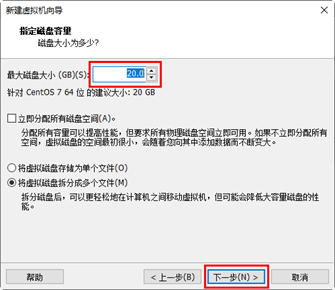 新建虚拟机向导
指定磁盘容量
磁盘大小为多少?
最大磁盘大小 (GB)(S): 20.0
针对 CentOS 7 64 位 的建议大小: 20 GB
立即分配所有磁盘空间(A)。
分配所有容量可以提高性能，但要求所有物理磁盘空间立即可用。如果不立即分配所有
空间，虚拟磁盘的空间最初很小，会随着您向其中添加数据而不断变大。
将虚拟磁盘存储为单个文件(O)
将虚拟磁盘拆分成多个文件(M)
拆分磁盘后，可以更轻松地在计算机之间移动虚拟机，但可能会降低大容量磁盘的性
能。
帮助 < 上一步(B) 下一步(N) > 取消